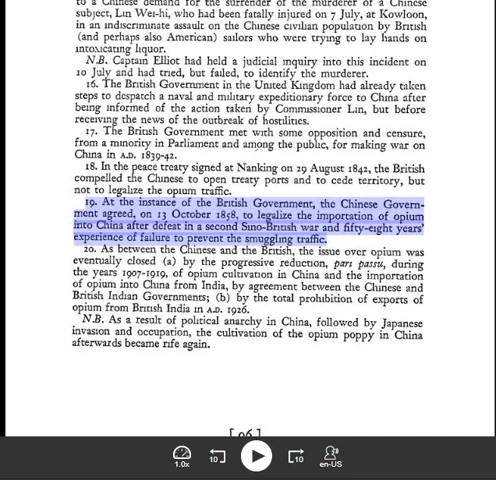 to a Chinese demand for the surrender of the murderer of a Chinese
subject, Lin Wei-hi, who had been fatally injured on 7 July, at Kowloon,
in an indiscriminate assault on the Chinese civilian population by British
(and perhaps also American) sailors who were trying to lay hands on
intoxicating liquor.
N.B. Captain Elliot had held a judicial inquiry into this incident on
10 July and had tried, but failed, to identify the murderer.
16. The British Government in the United Kingdom had already taken
steps to despatch a naval and military expeditionary force to China after
being informed of the action taken by Commissioner Lin, but before
receiving the news of the outbreak of hostilities.
17. The British Government met with some opposition and censure,
from a minority in Parliament and among the public, for making war on
China in A.D. 1839-42.
18. In the peace treaty signed at Nanking on 29 August 1842, the British
compelled the Chinese to open treaty ports and to cede territory, but
not to legalize the opium traffic.
19. At the instance of the British Government, the Chinese Govern-
ment agreed, on 13 October 1858, to legalize the importation of opium
into China after defeat in a second Sino-British war and fifty-eight years'
experience of failure to prevent the smuggling traffic.
20. As between the Chinese and the British, the issue over opium was
eventually closed (a) by the progressive reduction, pari passu, during
the years 1907-1919, of opium cultivation in China and the importation
of opium into China from India, by agreement between the Chinese and
British Indian Governments; (b) by the total prohibition of exports of
opium from British India in A.D. 1926.
N.B. As a result of political anarchy in China, followed by Japanese
invasion and occupation, the cultivation of the opium poppy in China
afterwards became rife again.
[ 96 ]
1.0x
10
10
en-US